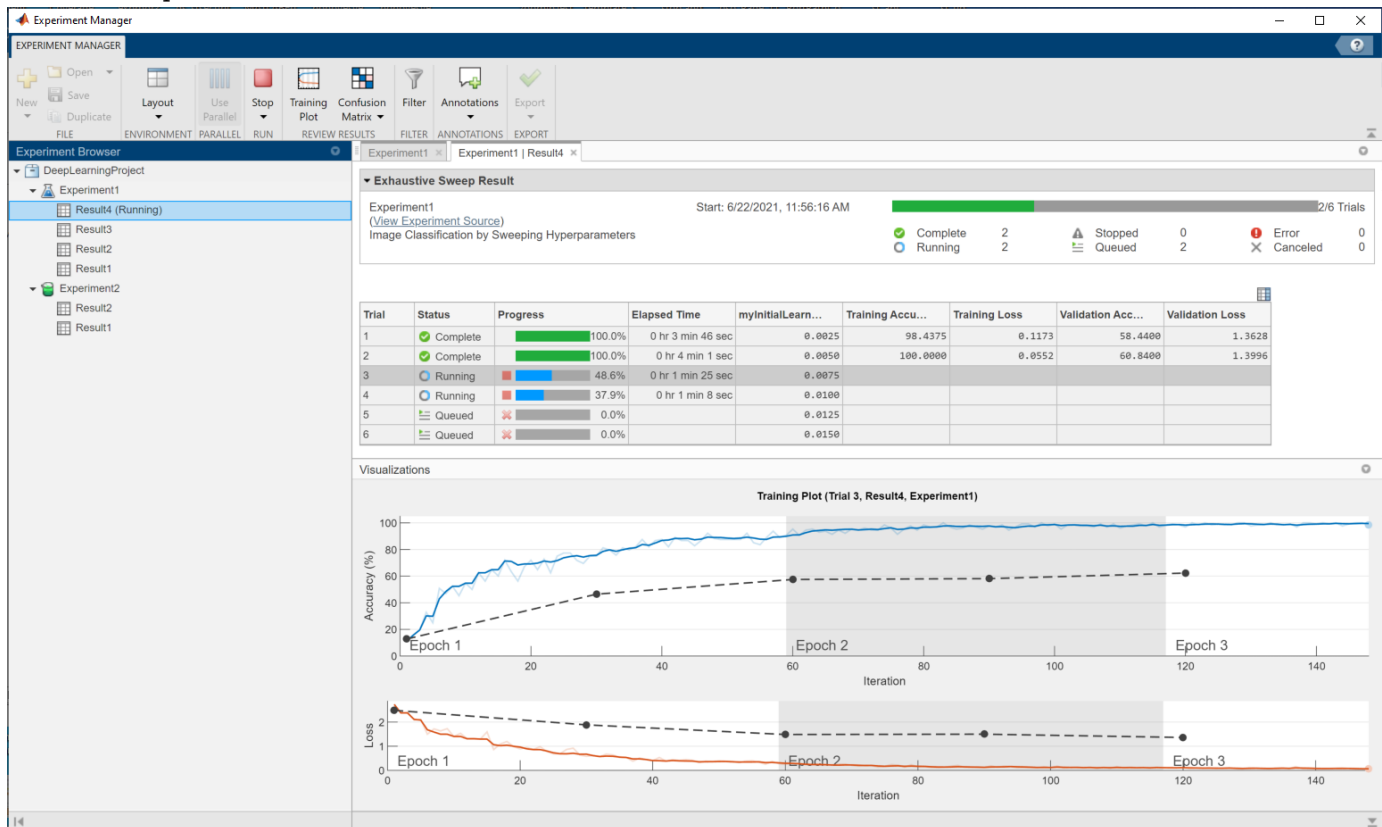 Experiment Manager
EXPERIMENT MANAGER
New
Open
Save
Duplicate
Layout
Use Parallel
Stop
Training Plot
Confusion Matrix
Filter
Annotations
Export
FILE ENVIRONMENT PARALLEL RUN REVIEW RESULTS FILTER ANNOTATIONS EXPORT
Experiment Browser
DeepLearningProject
Experiment1
Result4 (Running)
Result3
Result2
Result1
Experiment2
Result2
Result1
Experiment1 Experiment1 | Result4
Exhaustive Sweep Result
Experiment1 Start: 6/22/2021, 11:56:16 AM 2/6 Trials
(View Experiment Source)
Image Classification by Sweeping Hyperparameters
Complete 2 Stopped 0 Error 0
Running 2 Queued 2 Canceled 0
Trial Status Progress Elapsed Time myInitialLearn... Training Accu... Training Loss Validation Acc... Validation Loss
1 Complete 100.0% 0 hr 3 min 46 sec 0.0025 98.4375 0.1173 58.4400 1.3628
2 Complete 100.0% 0 hr 4 min 1 sec 0.0050 100.0000 0.0552 60.8400 1.3996
3 Running 48.6% 0 hr 1 min 25 sec 0.0075
4 Running 37.9% 0 hr 1 min 8 sec 0.0100
5 Queued 0.0% 0.0125
6 Queued 0.0% 0.0150
Visualizations
Training Plot (Trial 3, Result4, Experiment1)
Accuracy (%)
100
80
60
40
20
0
Epoch 1 Epoch 2 Epoch 3
0 20 40 60 80 100 120 140
Iteration
Loss
2
1
0
Epoch 1 Epoch 2 Epoch 3
0 20 40 60 80 100 120 140
Iteration